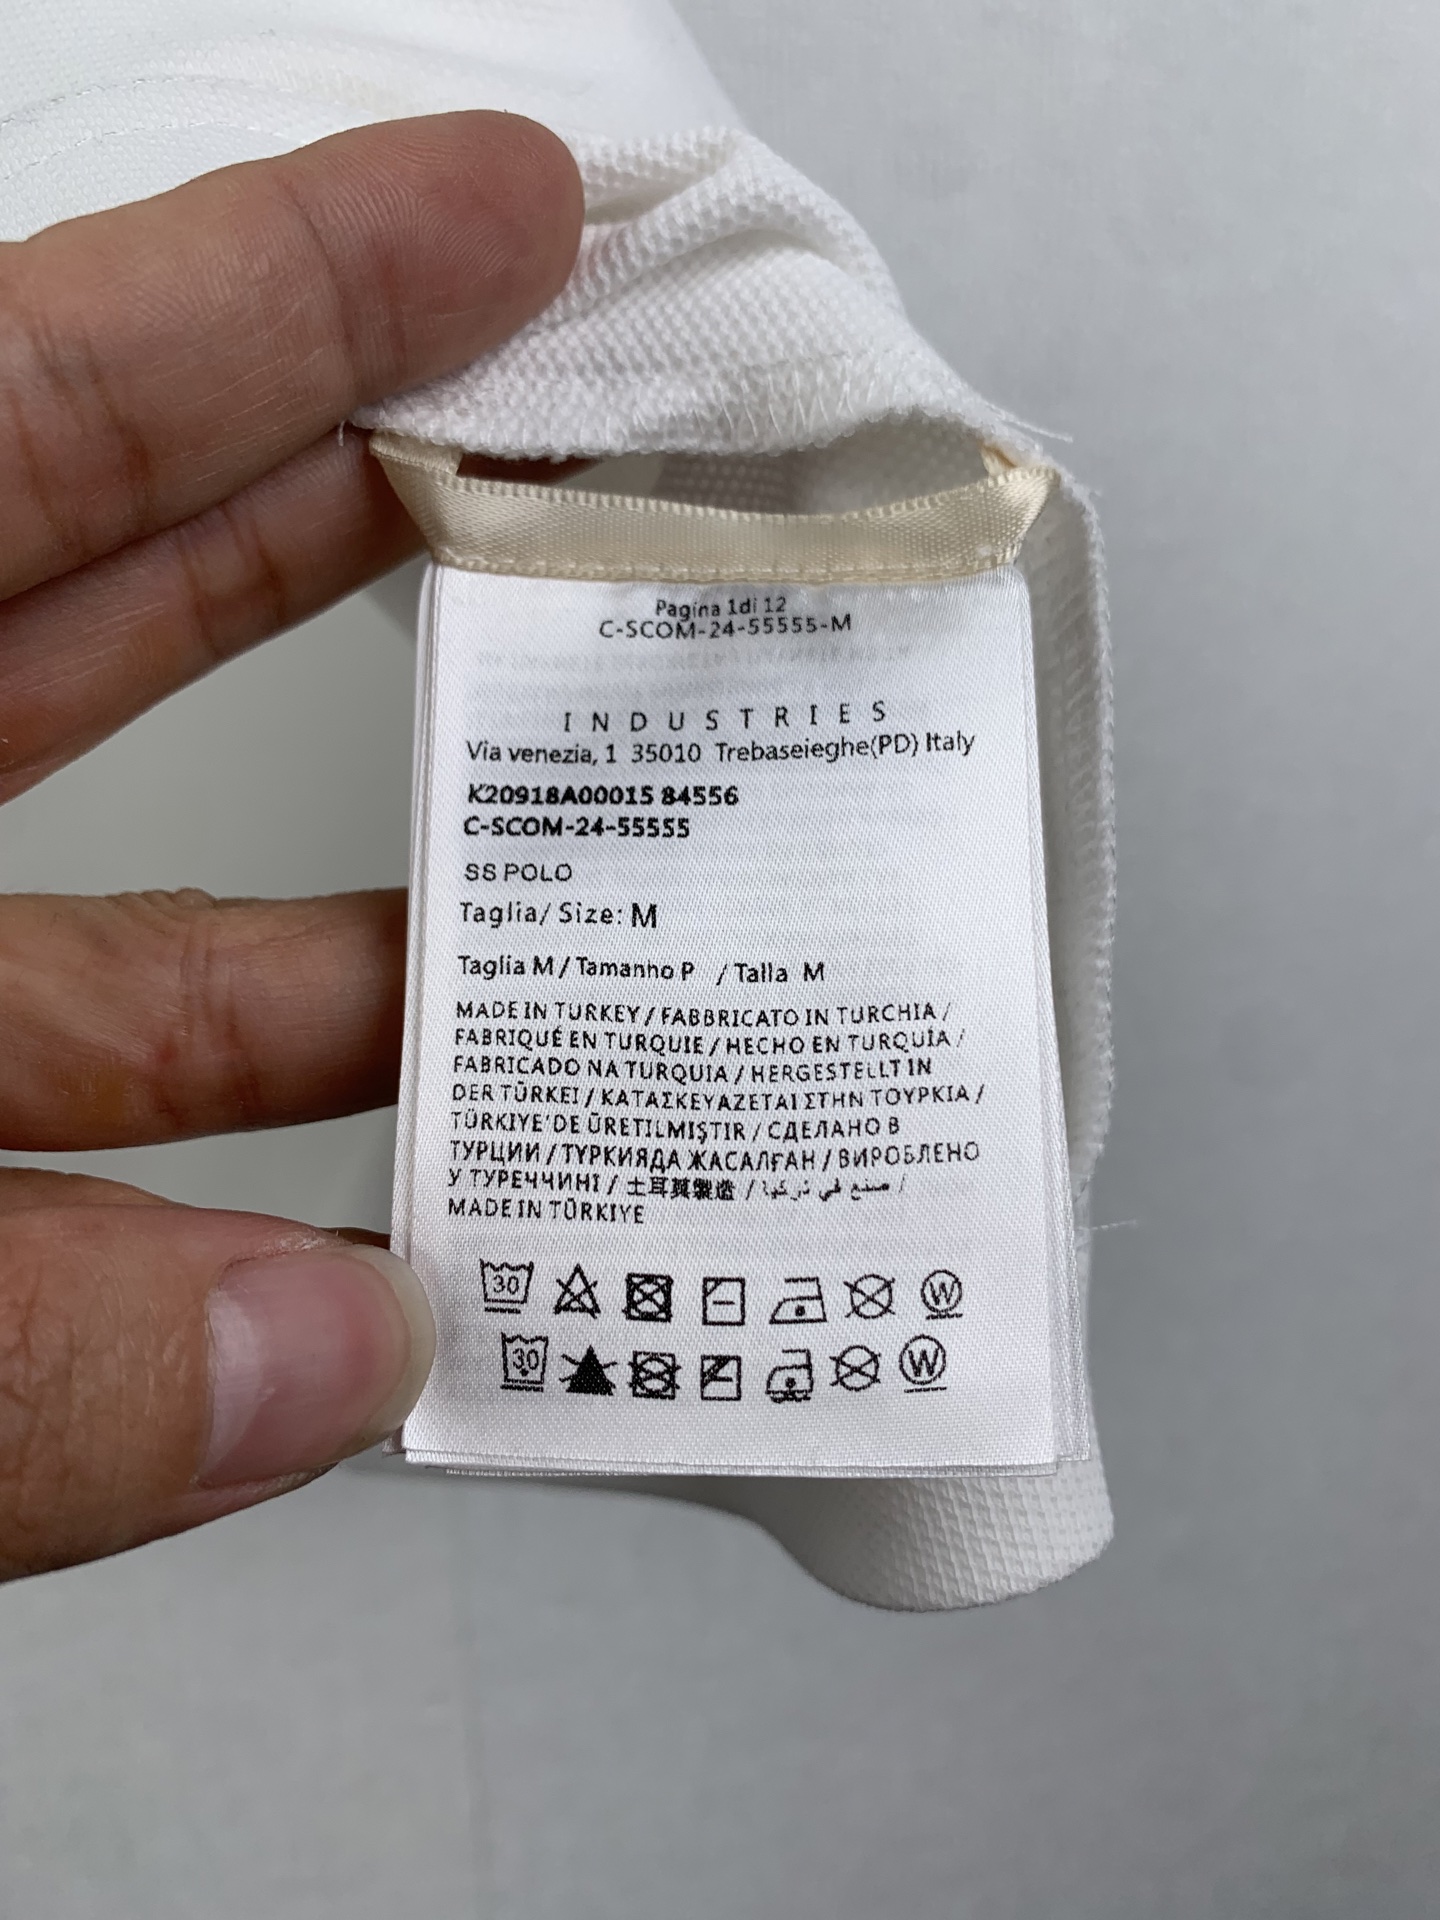 Pagina 1di 12
C-SCOM-24-55555-M
INDUSTRIES
Via venezia, 1 35010 Trebaseieghe(PD) Italy
K20918A00015 84556
C-SCOM-24-55555
SS POLO
Taglia/ Size: M
Taglia M / Tamanho P / Talla M
MADE IN TURKEY / FABBRICATO IN TURCHIA /
FABRIQUÉ EN TURQUIE / HECHO EN TURQUÍA /
FABRICADO NA TURQUIA / HERGESTELLT IN
DER TÜRKEI / ΚΑΤΑΣΚΕΥΑΖΕΤΑΙ ΣΤΗΝ ΤΟΥΡΚΙΑ /
TÜRKIYE'DE ÜRETILMIŞTIR / СДЕЛАНО В
ТУРЦИИ / ТҮРКИЯДА ЖАСАЛҒАН / ВИРОБЛЕНО
У ТУРЕЧЧИНІ / 土耳其製造 / صنع في تركيا /
MADE IN TÜRKIYE
30 W
30 W